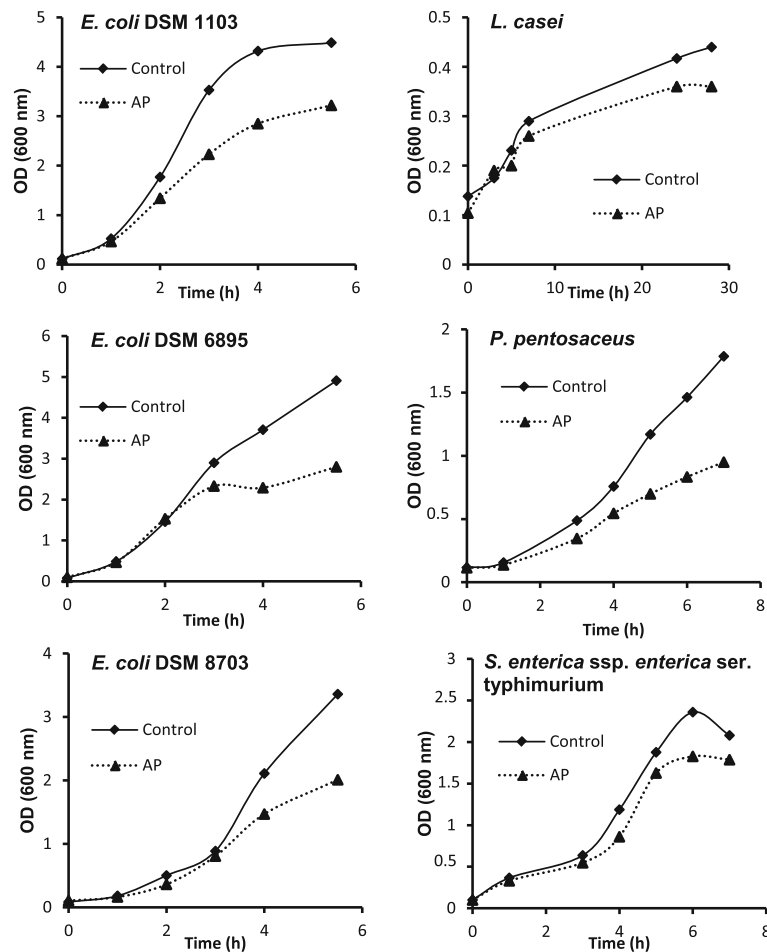 E. coli DSM 1103
5
4
3
2
1
0
OD (600 nm)
Control
AP
0
2
4
6
Time (h)
L. casei
0.5
0.4
0.3
0.2
0.1
0
OD (600 nm)
Control
AP
0
10
20
30
Time (h)
E. coli DSM 6895
6
5
4
3
2
1
0
OD (600 nm)
Control
AP
0
2
4
6
Time (h)
P. pentosaceus
2
1.5
1
0.5
0
OD (600 nm)
Control
AP
0
2
4
6
8
Time (h)
E. coli DSM 8703
4
3
2
1
0
OD (600 nm)
Control
AP
0
2
4
6
Time (h)
S. enterica ssp. enterica ser.
typhimurium
3
2.5
2
1.5
1
0.5
0
OD (600 nm)
Control
AP
0
2
4
6
8
Time (h)